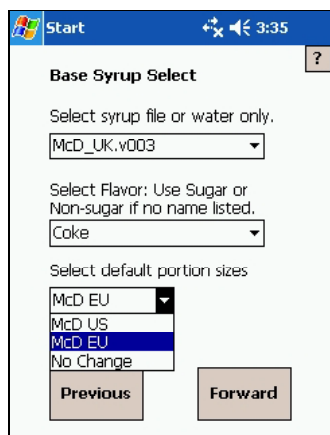 Start 3:35
?
Base Syrup Select
Select syrup file or water only.
McD_UK.v003
Select Flavor: Use Sugar or
Non-sugar if no name listed.
Coke
Select default portion sizes
McD EU
McD US
McD EU
No Change
Previous Forward